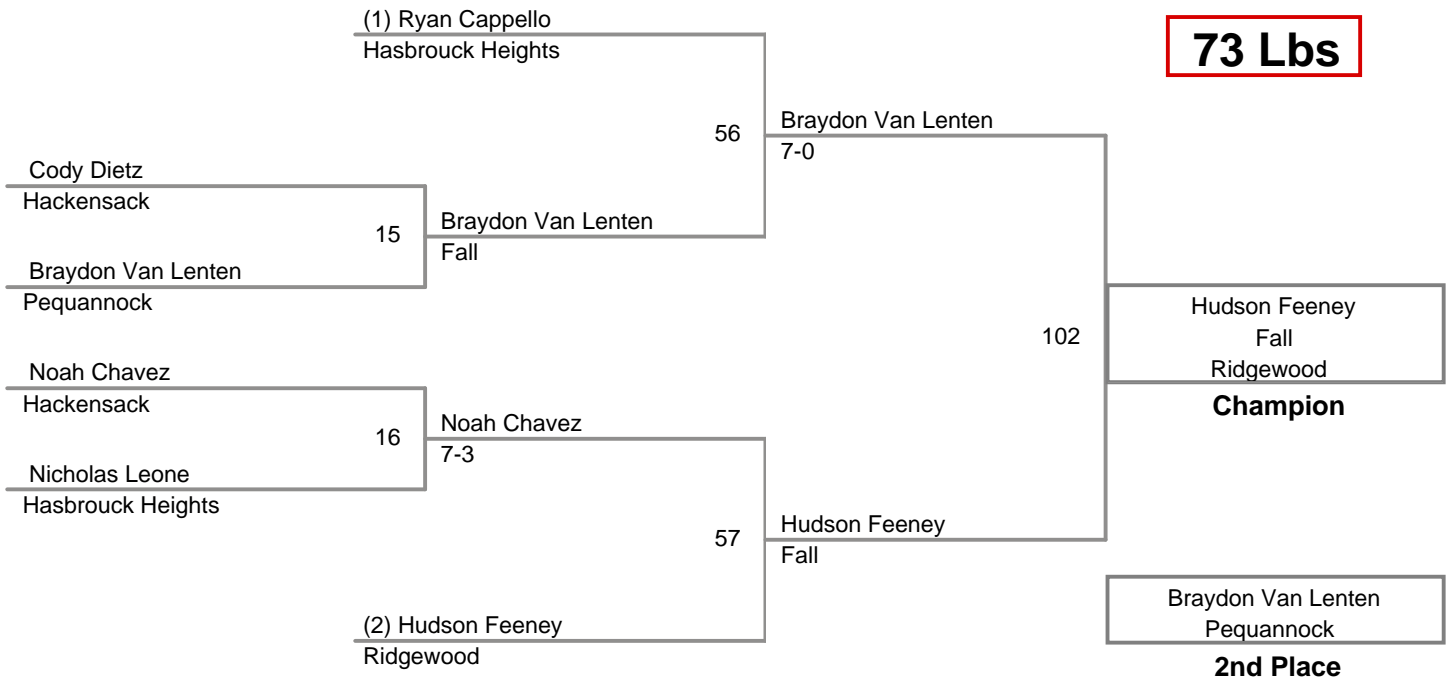 (1) Ryan Cappello
Hasbrouck Heights
73 Lbs
56
Braydon Van Lenten
7-0
Cody Dietz
Hackensack
15
Braydon Van Lenten
Fall
Braydon Van Lenten
Pequannock
102
Hudson Feeney
Fall
Ridgewood
Champion
Noah Chavez
Hackensack
16
Noah Chavez
7-3
Nicholas Leone
Hasbrouck Heights
57
Hudson Feeney
Fall
(2) Hudson Feeney
Ridgewood
Braydon Van Lenten
Pequannock
2nd Place